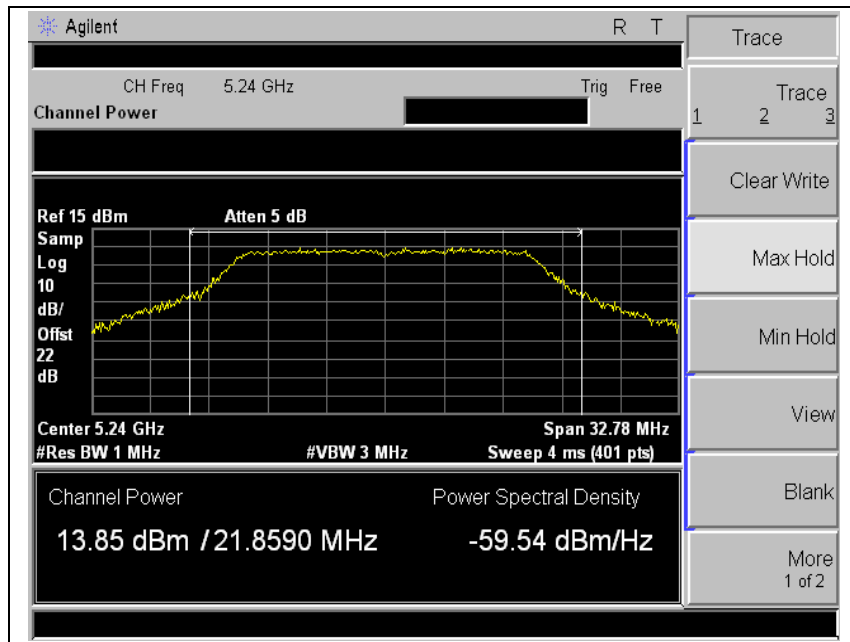 Agilent R T
CH Freq 5.24 GHz Trig Free
Channel Power
Ref 15 dBm Atten 5 dB
Samp
Log
10
dB/
Offst
22
dB
Center 5.24 GHz Span 32.78 MHz
#Res BW 1 MHz #VBW 3 MHz Sweep 4 ms (401 pts)
Channel Power Power Spectral Density
13.85 dBm / 21.8590 MHz -59.54 dBm/Hz
Trace
Trace
1 2 3
Clear Write
Max Hold
Min Hold
View
Blank
More
1 of 2